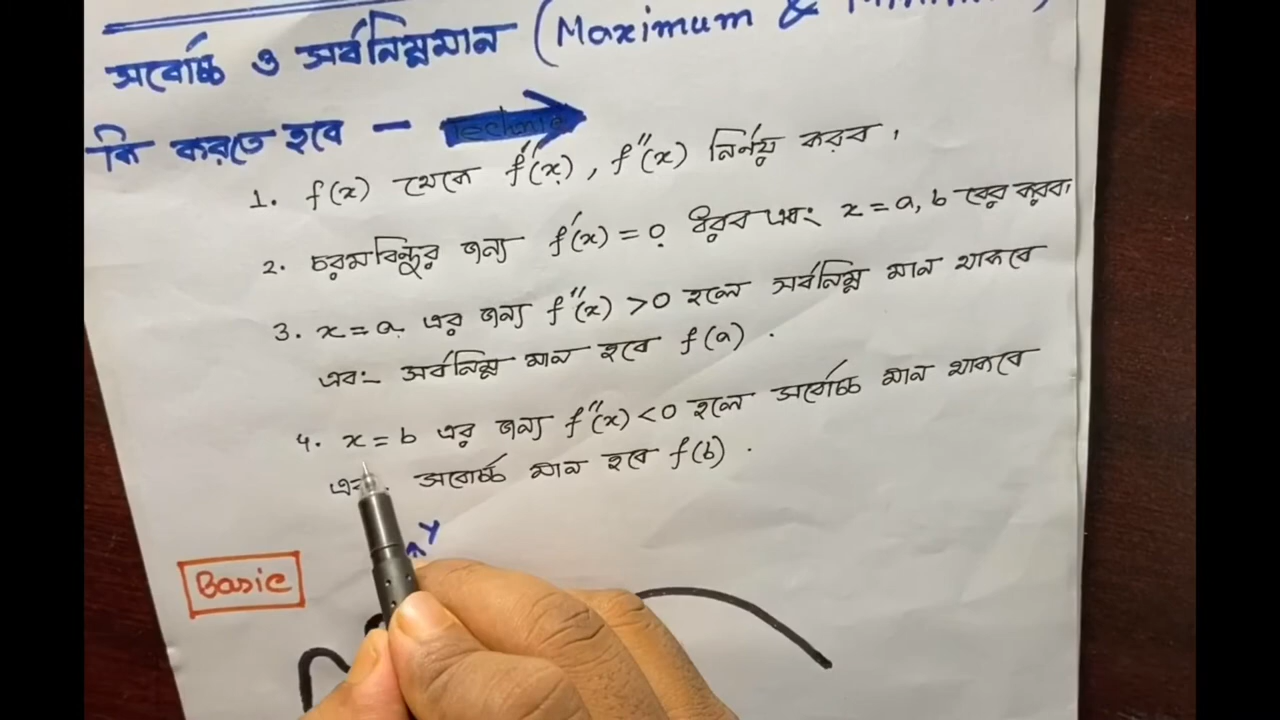 সর্বোচ্চ ও সর্বনিম্নমান (Maximum &
কি করতে হবে – Technic
1. f(x) থেকে f'(x), f''(x) নির্ণয় করব।
2. চরমবিন্দুর জন্য f'(x) = 0 ধরব এবং x = a, b বের করব।
3. x = a এর জন্য f''(x) >0 হলে সর্বনিম্ন মান থাকবে
এবং সর্বনিম্ন মান হবে f(a).
4. x = b এর জন্য f''(x) <0 হলে সর্বোচ্চ মান থাকবে
সর্বোচ্চ মান হবে f(b).
y
Basic